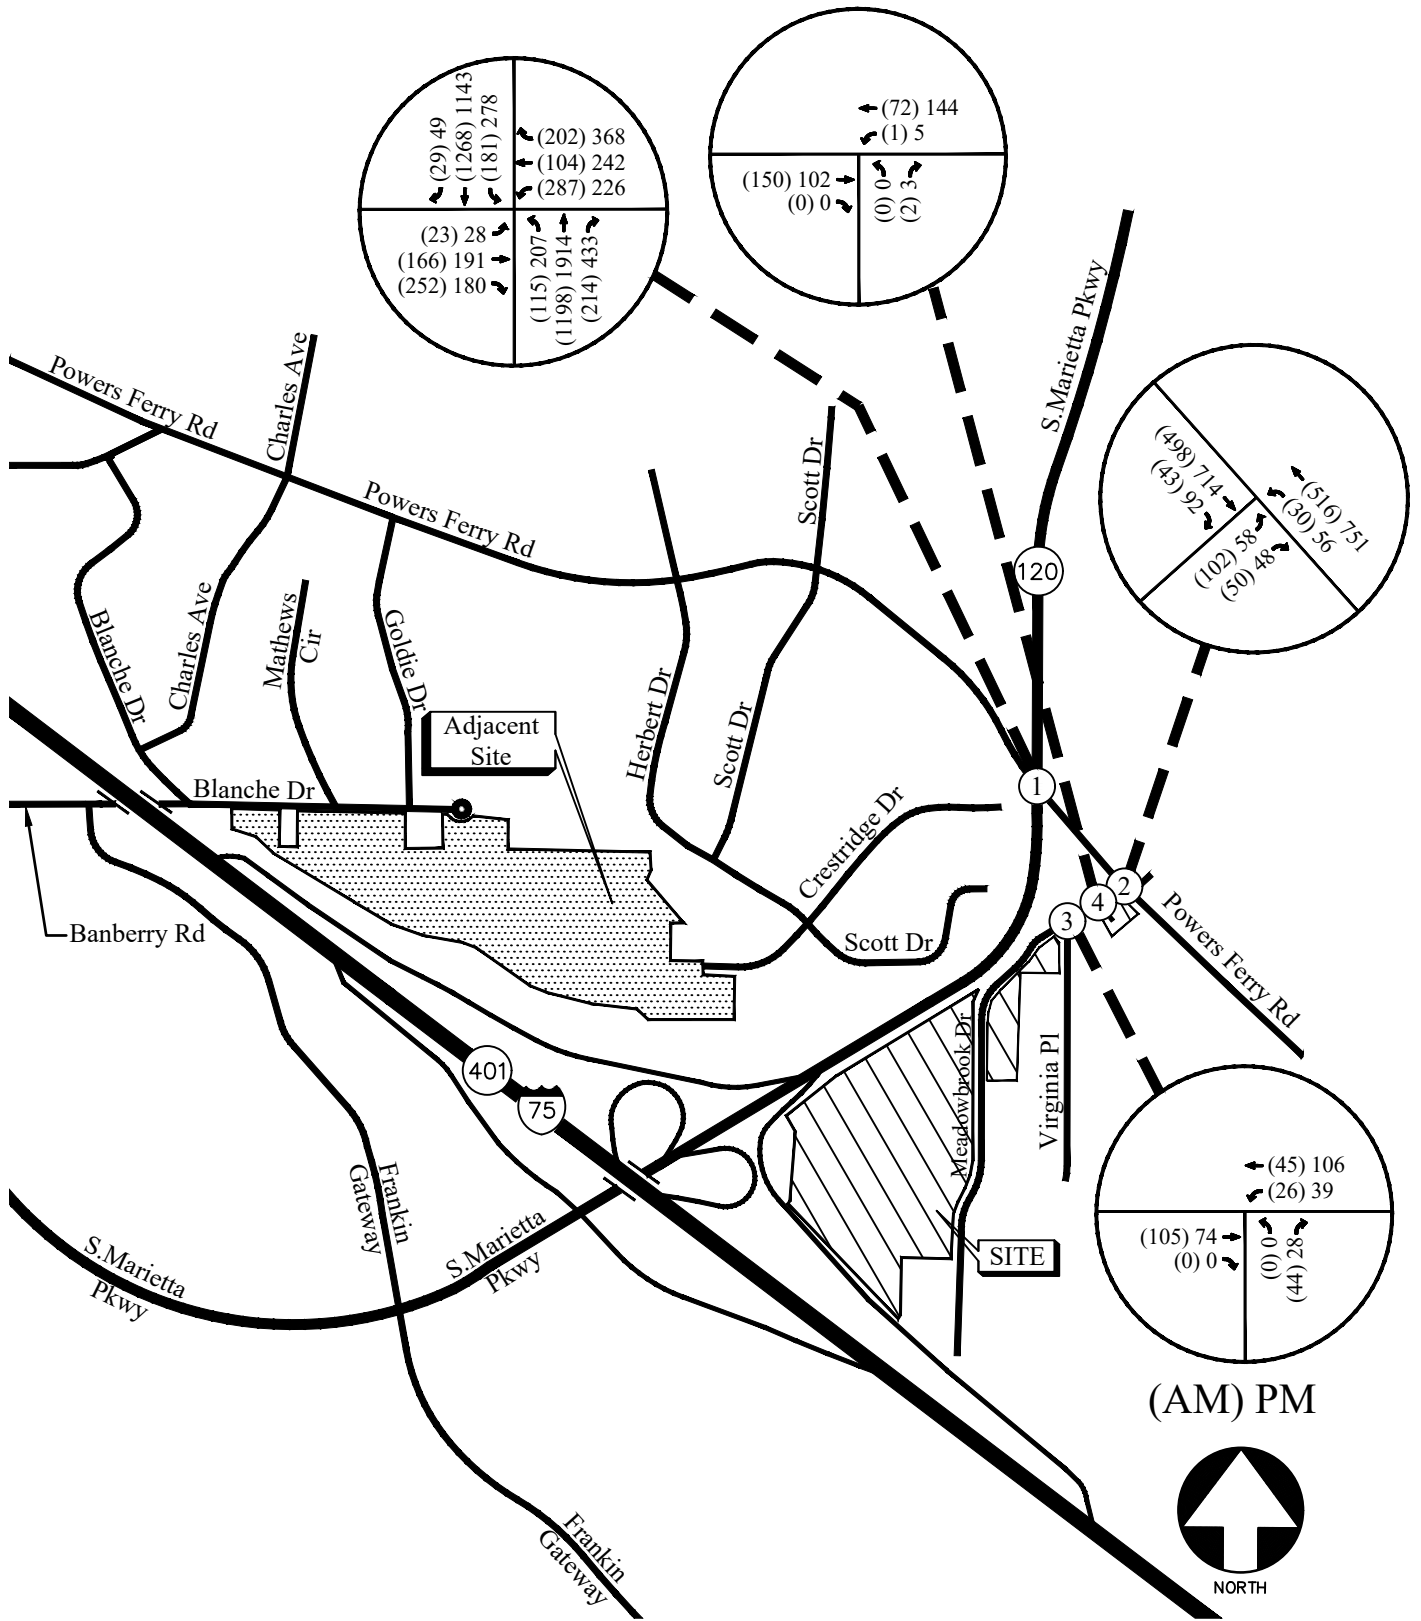 (29) 49
(1268) 1143
(181) 278
(202) 368
(104) 242
(287) 226
(23) 28
(166) 191
(252) 180
(115) 207
(1198) 1914
(214) 433
(72) 144
(1) 5
(150) 102
(0) 0
(0) 0
(2) 3
S.Marietta Pkwy
(498) 714
(43) 92
(516) 751
(30) 56
(102) 58
(50) 48
Powers Ferry Rd
Charles Ave
Powers Ferry Rd
Scott Dr
120
Blanche Dr
Charles Ave
Mathews
Cir
Goldie Dr
Herbert Dr
Scott Dr
Adjacent
Site
Blanche Dr
Crestridge Dr
1
2
4
3
Banberry Rd
Scott Dr
Powers Ferry Rd
401
75
Meadowbrook Dr
Virginia Pl
Frankin
Gateway
S.Marietta
Pkwy
S.Marietta
Pkwy
SITE
(45) 106
(26) 39
(105) 74
(0) 0
(0) 0
(44) 28
(AM) PM
Frankin
Gateway
NORTH